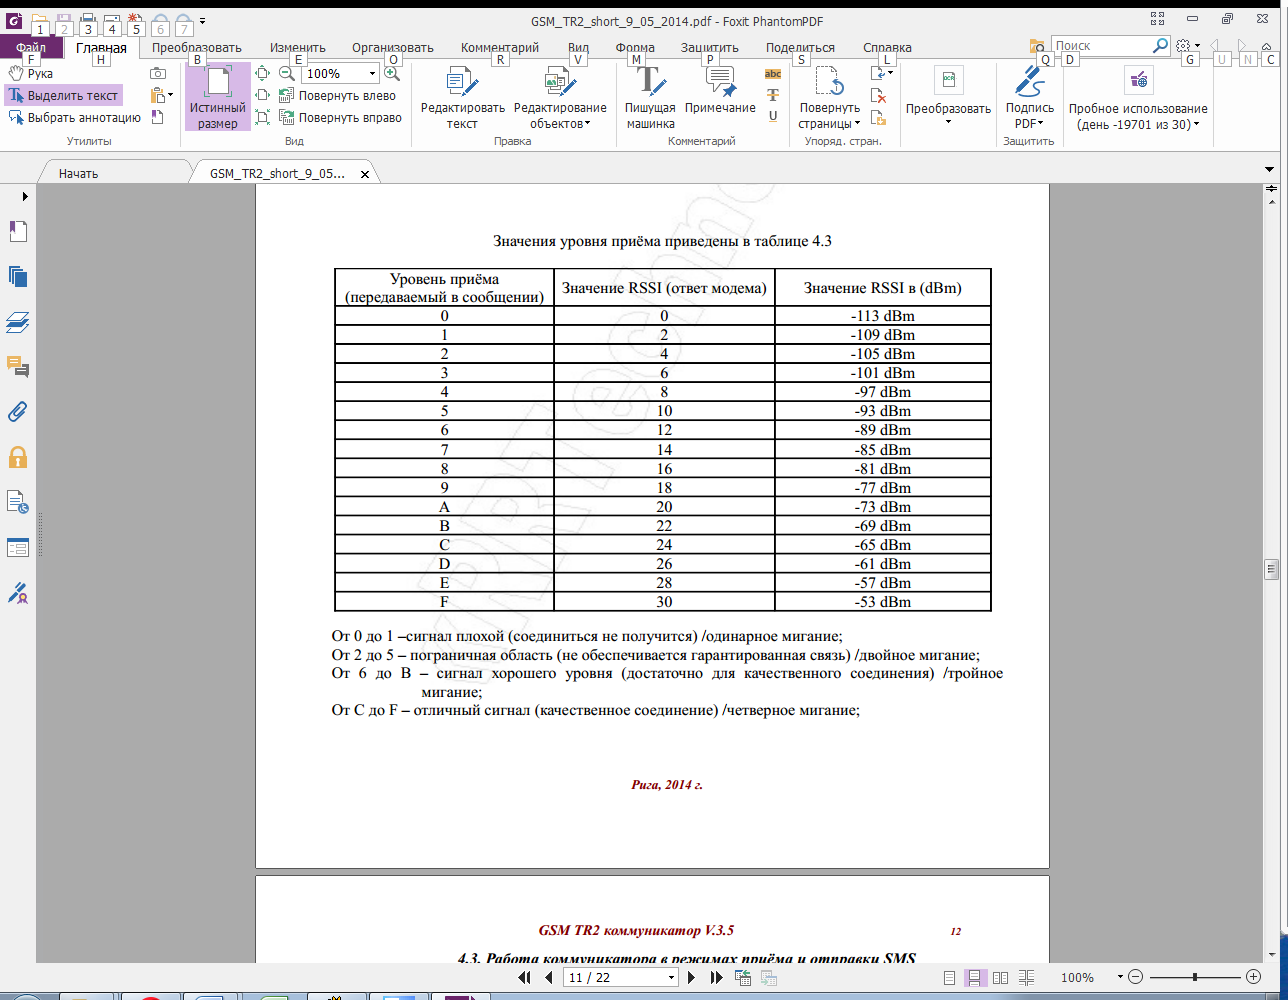 GSM_TR2_short_9_05_2014.pdf - Foxit PhantomPDF
1 2 3 4 5 6 7
Файл Главная Преобразовать Изменить Организовать Комментарий Вид Форма Защитить Поделиться Справка Поиск
F H B E O R V M P S L Q D G U N C
Рука
Выделить текст
Выбрать аннотацию
Утилиты
Истинный
размер
100%
Повернуть влево
Повернуть вправо
Вид
Редактировать
текст
Редактирование
объектов
Правка
Пишущая
машинка
Примечание
abc
T
U
Комментарий
Повернуть
страницы
Упоряд. стран.
OCR
Преобразовать
Подпись
PDF
Защитить
Пробное использование
(день -19701 из 30)
Начать GSM_TR2_short_9_05...
MRTechno
Значения уровня приёма приведены в таблице 4.3
Уровень приёма
(передаваемый в сообщении) Значение RSSI (ответ модема) Значение RSSI в (dBm)
0 0 -113 dBm
1 2 -109 dBm
2 4 -105 dBm
3 6 -101 dBm
4 8 -97 dBm
5 10 -93 dBm
6 12 -89 dBm
7 14 -85 dBm
8 16 -81 dBm
9 18 -77 dBm
A 20 -73 dBm
B 22 -69 dBm
C 24 -65 dBm
D 26 -61 dBm
E 28 -57 dBm
F 30 -53 dBm
От 0 до 1 –сигнал плохой (соединиться не получится) /одинарное мигание;
От 2 до 5 – пограничная область (не обеспечивается гарантированная связь) /двойное мигание;
От 6 до B – сигнал хорошего уровня (достаточно для качественного соединения) /тройное
мигание;
От C до F – отличный сигнал (качественное соединение) /четверное мигание;
Рига, 2014 г.
GSM TR2 коммуникатор V.3.5 12
4.3. Работа коммуникатора в режимах приёма и отправки SMS
11 / 22 100%